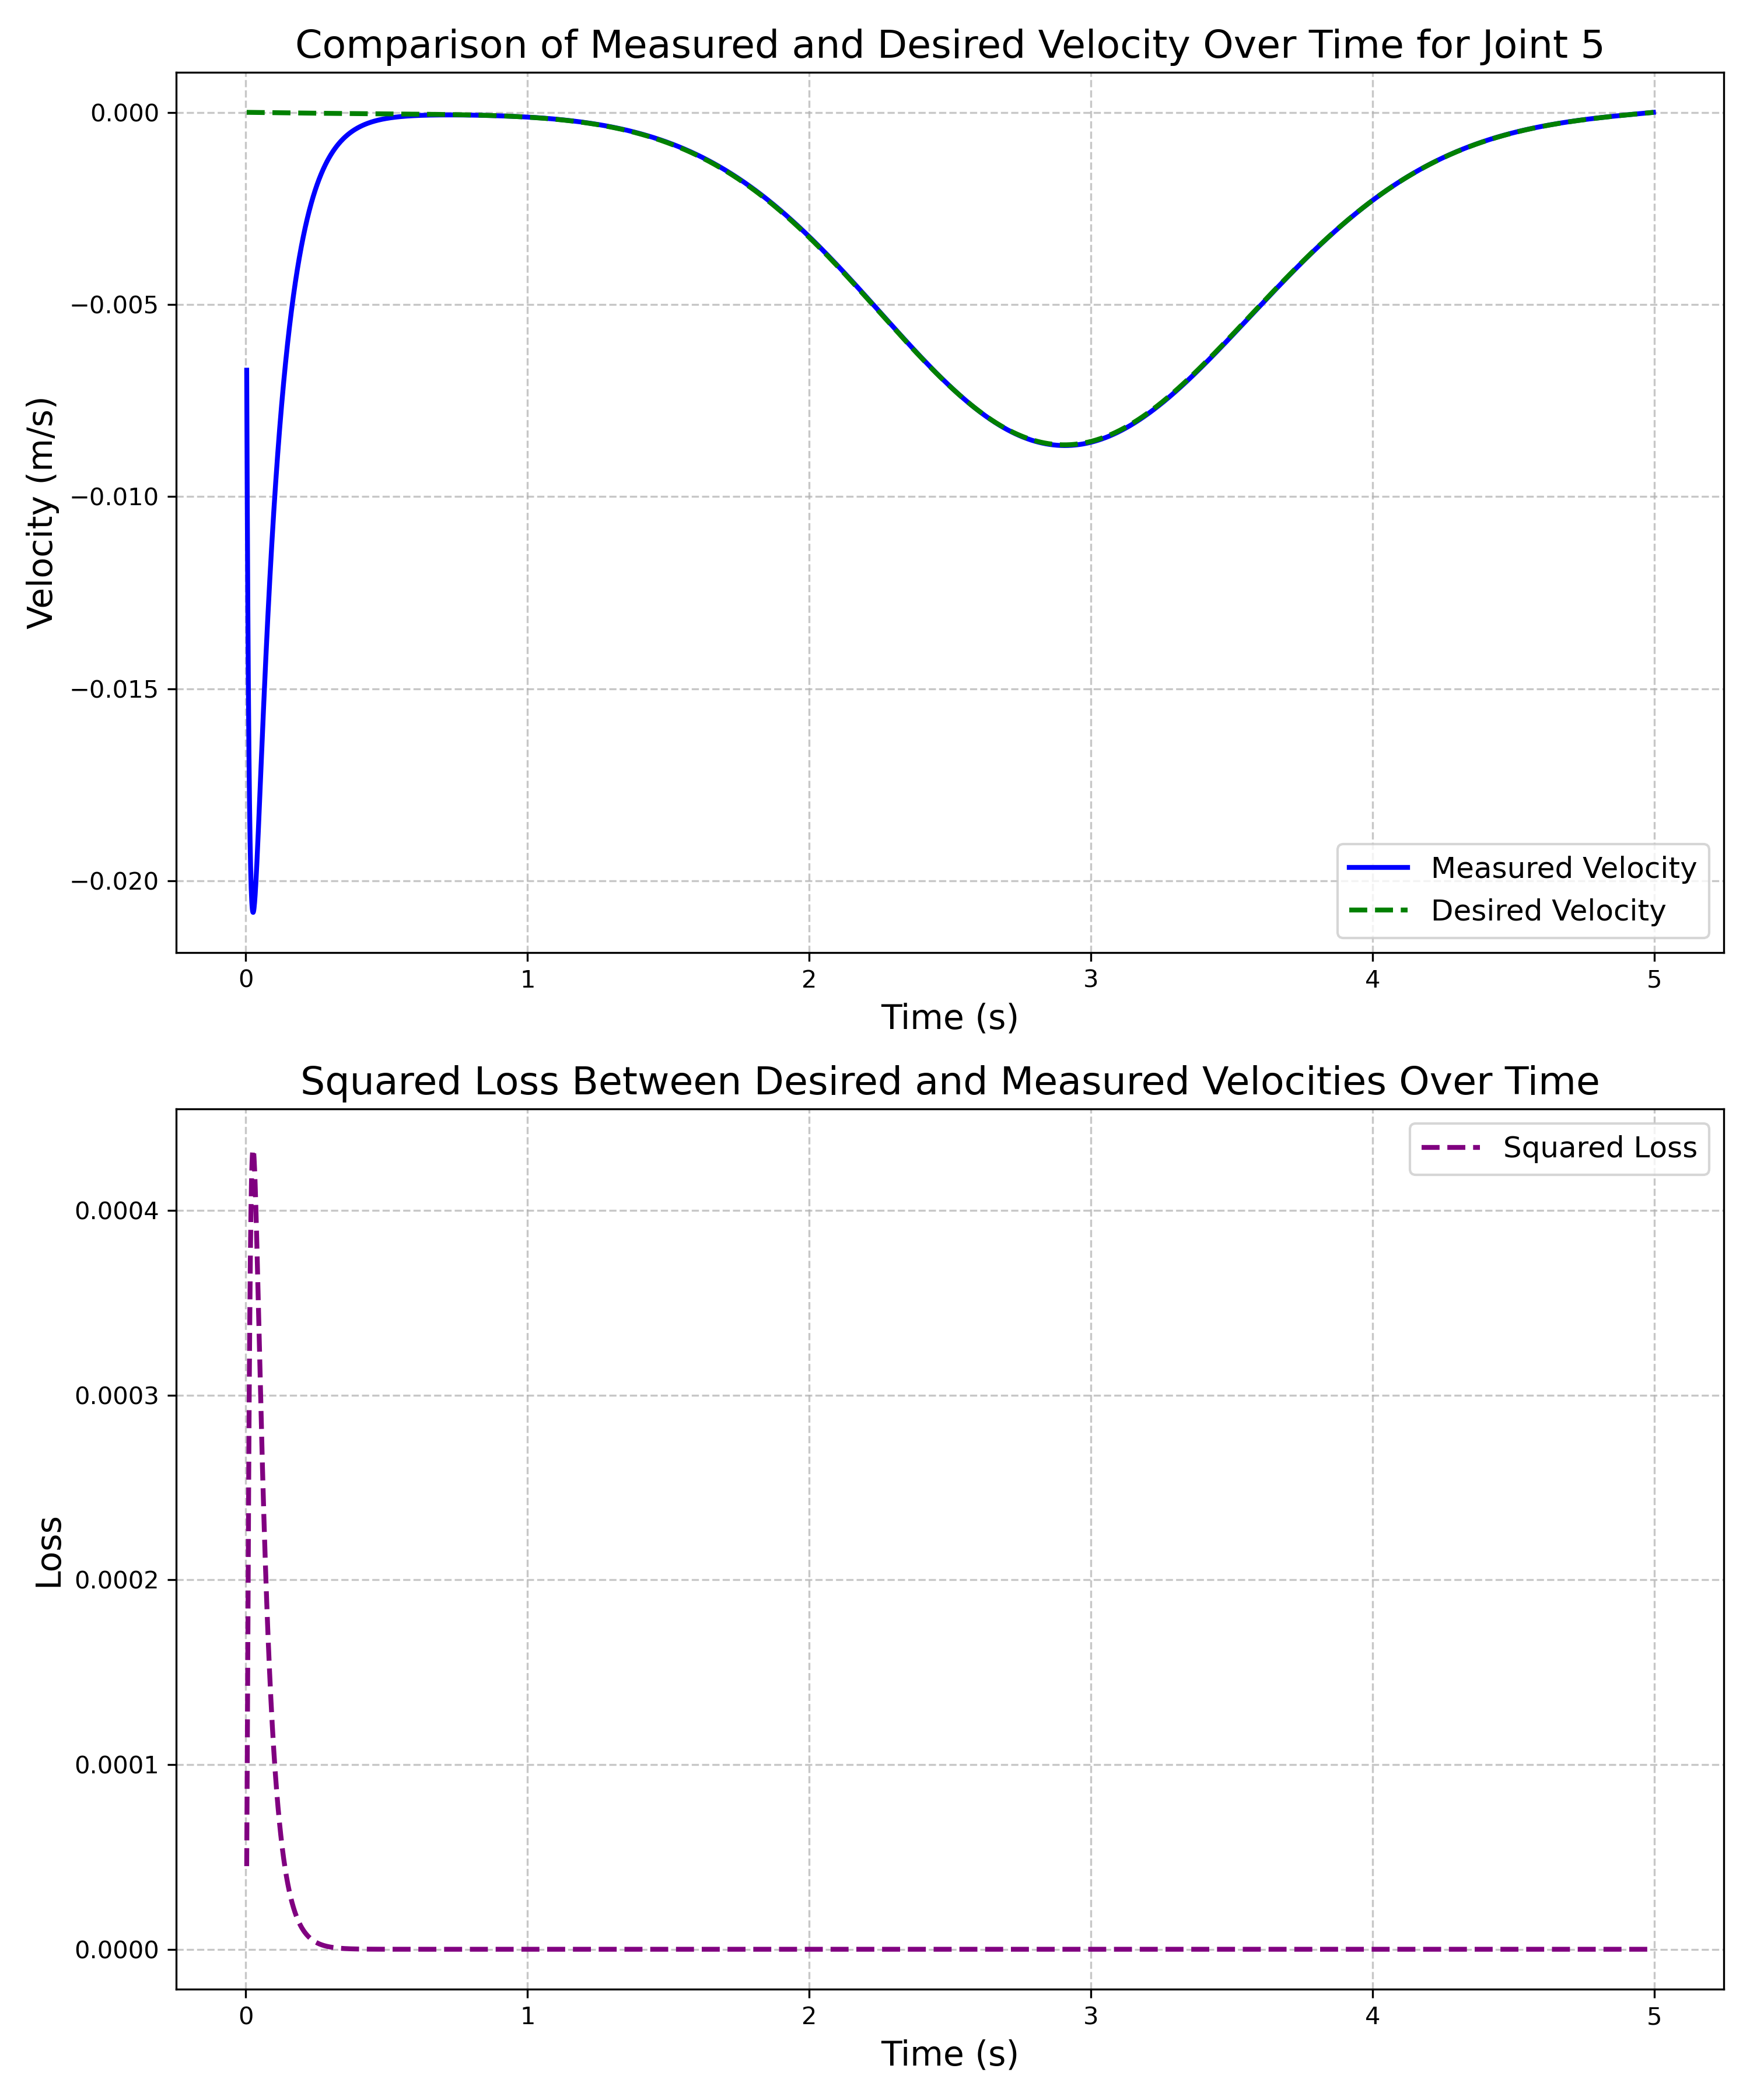 Comparison of Measured and Desired Velocity Over Time for Joint 5
Velocity (m/s)
0.000
−0.005
−0.010
−0.015
−0.020
Measured Velocity
Desired Velocity
0 1 2 3 4 5
Time (s)
Squared Loss Between Desired and Measured Velocities Over Time
Loss
Squared Loss
0.0004
0.0003
0.0002
0.0001
0.0000
0 1 2 3 4 5
Time (s)